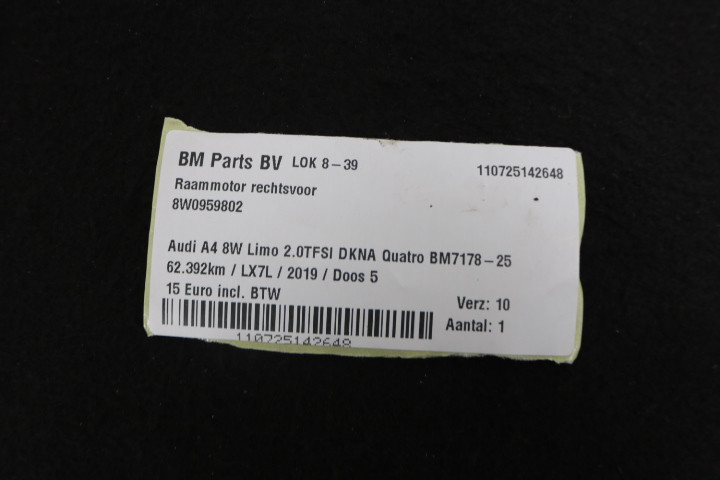 BM Parts BV LOK 8-39 110725142648
Raammotor rechtsvoor
8W0959802
Audi A4 8W Limo 2.0TFSI DKNA Quatro BM7178-25
62.392km / LX7L / 2019 / Doos 5
15 Euro incl. BTW
Verz: 10
Aantal: 1
110725142648